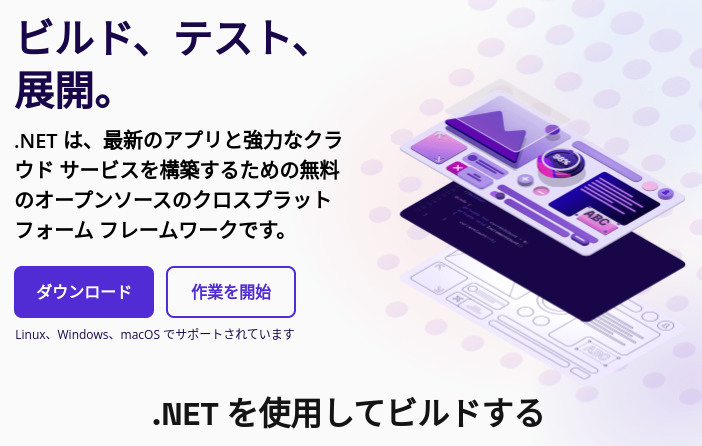 ビルド、テスト、
展開。
.NET は、最新のアプリと強力なクラ
ウド サービスを構築するための無料
のオープンソースのクロスプラット
フォーム フレームワークです。
ダウンロード
作業を開始
Linux、Windows、macOS でサポートされています
ABC
.NET を使用してビルドする